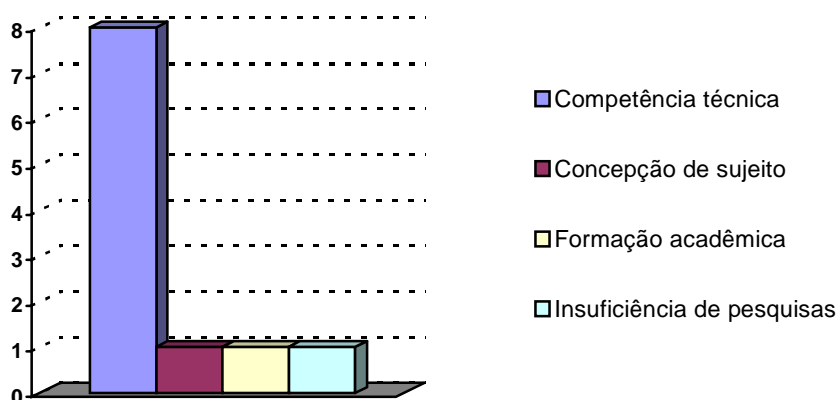 8
7
6
5
4
3
2
1
0
Competência técnica
Concepção de sujeito
Formação acadêmica
Insuficiência de pesquisas